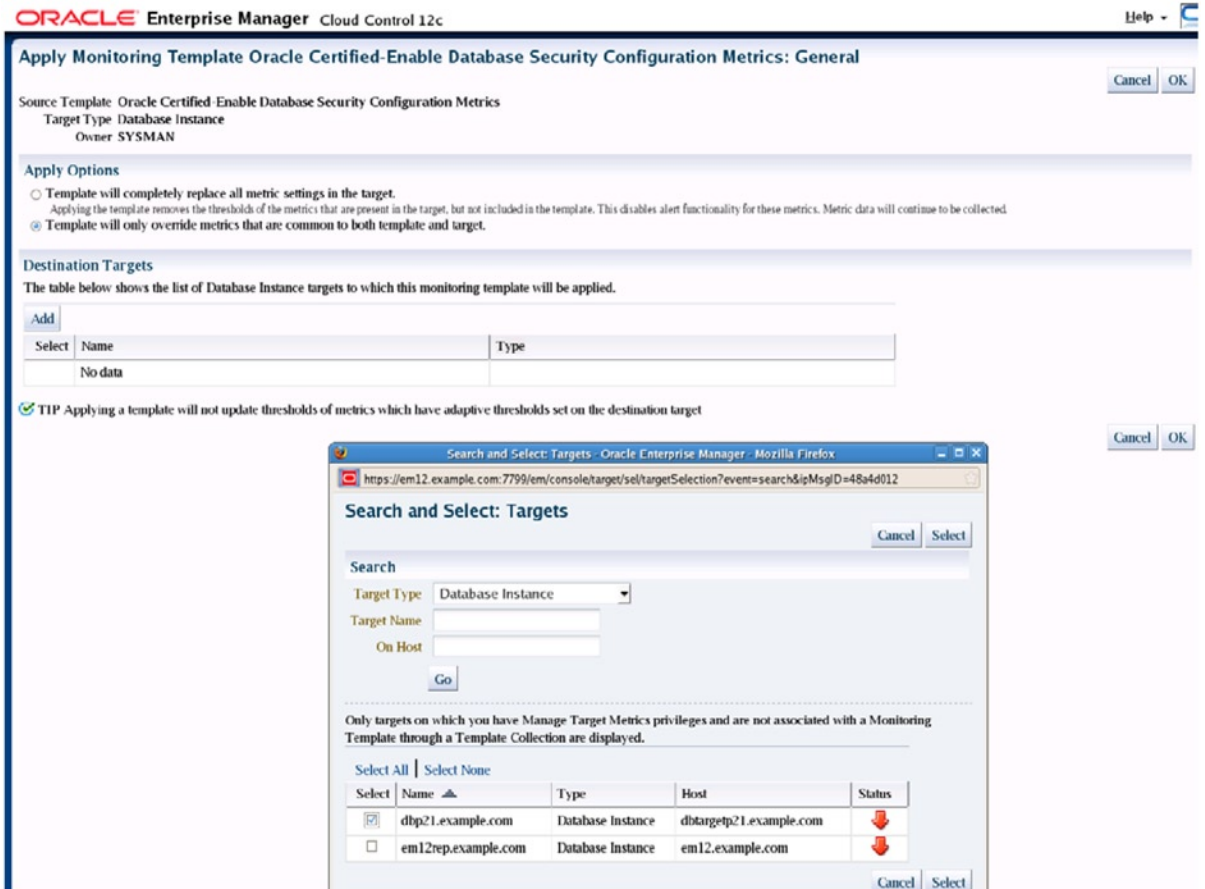 ORACLE Enterprise Manager Cloud Control 12c
Help
Apply Monitoring Template Oracle Certified-Enable Database Security Configuration Metrics: General
Cancel OK
Source Template Oracle Certified-Enable Database Security Configuration Metrics
Target Type Database Instance
Owner SYSMAN
Apply Options
Template will completely replace all metric settings in the target.
Applying the template removes the thresholds of the metrics that are present in the target, but not included in the template. This disables alert functionality for these metrics. Metric data will continue to be collected.
Template will only override metrics that are common to both template and target.
Destination Targets
The table below shows the list of Database Instance targets to which this monitoring template will be applied.
Add
Select Name Type
No data
TIP Applying a template will not update thresholds of metrics which have adaptive thresholds set on the destination target
Cancel OK
Search and Select: Targets - Oracle Enterprise Manager - Mozilla Firefox
https://em12.example.com:7799/em/console/target/sel/targetSelection?event=search&ipMsgID=48a4d012
Search and Select: Targets
Cancel Select
Search
Target Type Database Instance
Target Name
On Host
Go
Only targets on which you have Manage Target Metrics privileges and are not associated with a Monitoring
Template through a Template Collection are displayed.
Select All | Select None
Select Name Type Host Status
dbp21.example.com Database Instance dbtargetp21.example.com
em12rep.example.com Database Instance em12.example.com
Cancel Select